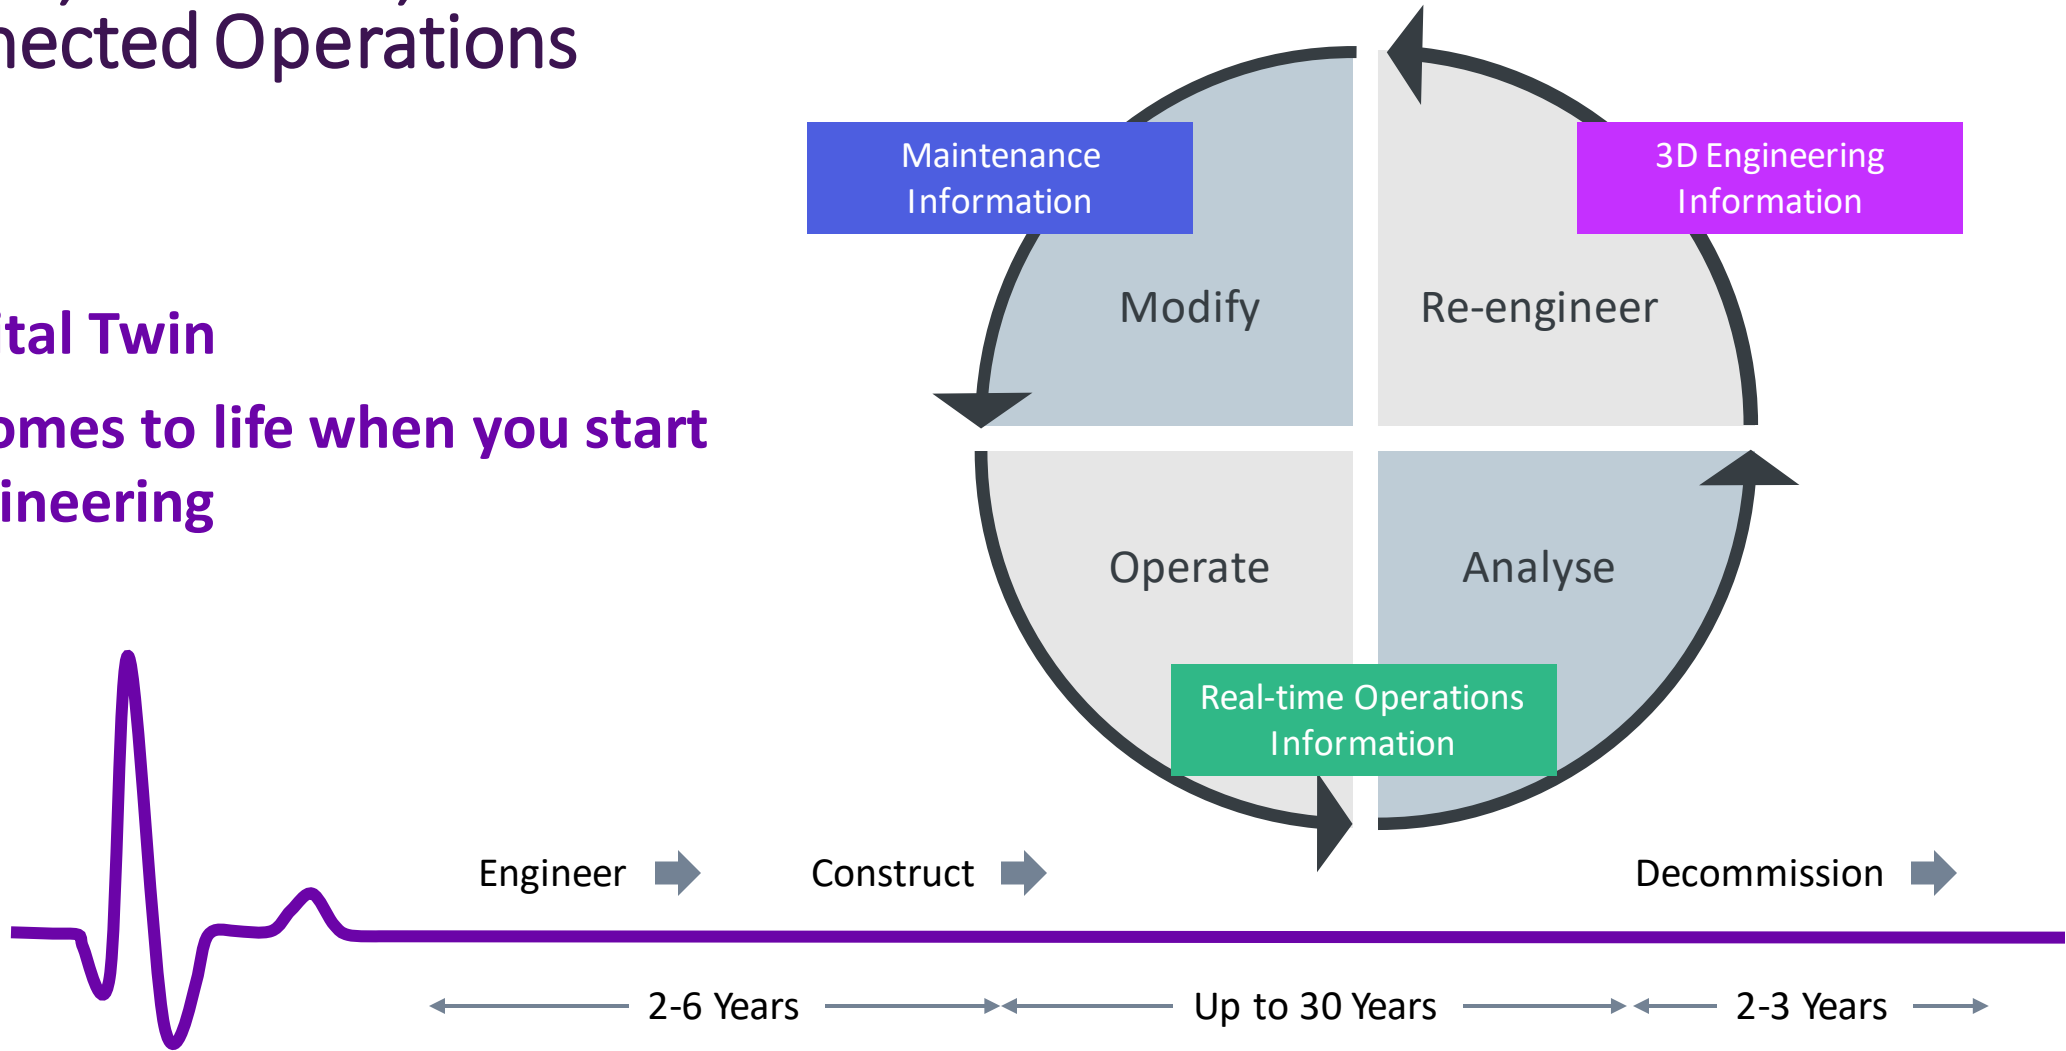 nected Operations
ital Twin
omes to life when you start
ineering
Maintenance
Information
3D Engineering
Information
Modify
Re-engineer
Operate
Analyse
Real-time Operations
Information
Engineer
Construct
Decommission
2-6 Years
Up to 30 Years
2-3 Years